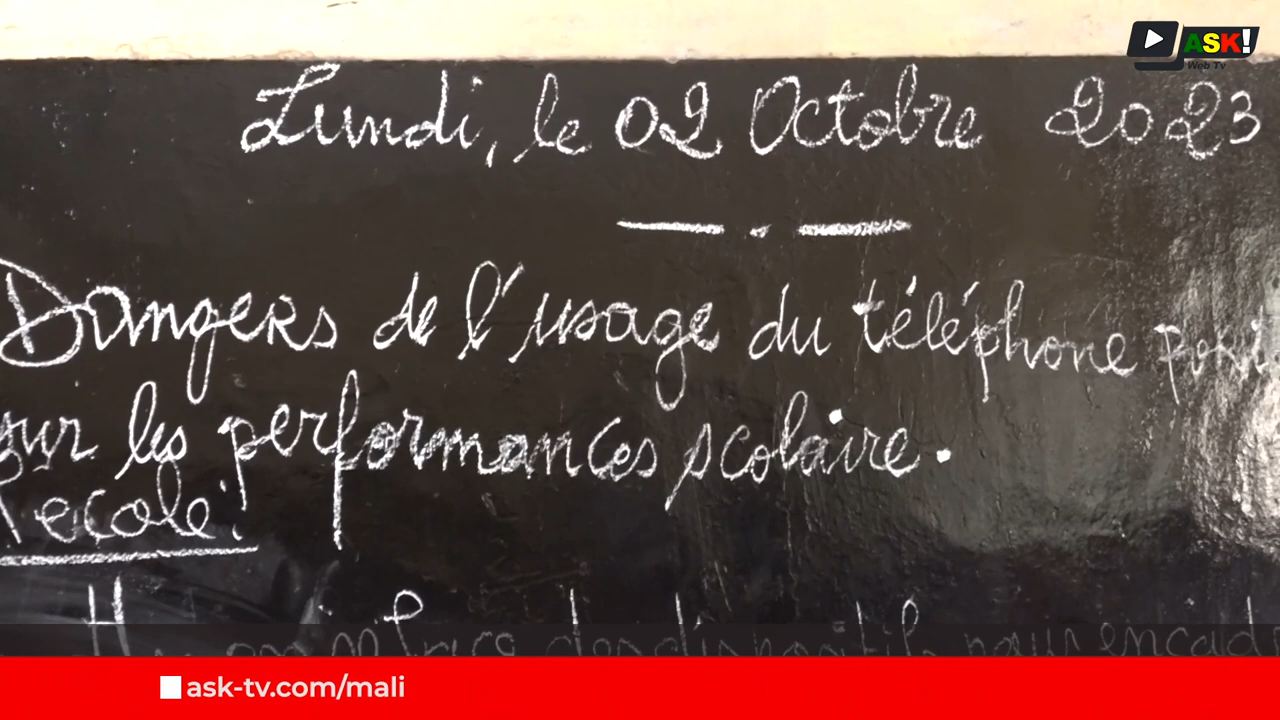 ASK!
Web Tv
Lundi, le 02 Octobre 2023
Dangers de l'usage du téléphone
sur les performances scolaire.
l'école:
ask-tv.com/mali